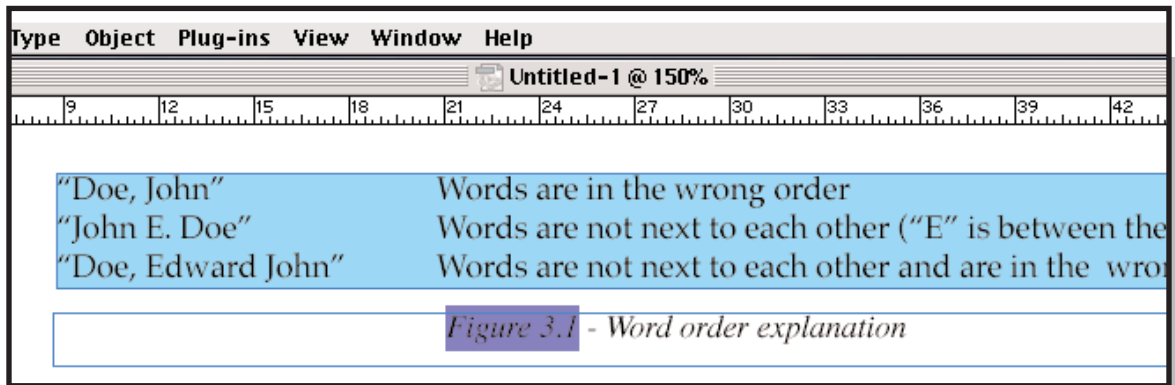 Type Object Plug-ins View Window Help
Untitled-1 @ 150%
9 12 15 18 21 24 27 30 33 36 39 42
“Doe, John” Words are in the wrong order
“John E. Doe” Words are not next to each other (“E” is between the
“Doe, Edward John” Words are not next to each other and are in the
Figure 3.1 - Word order explanation